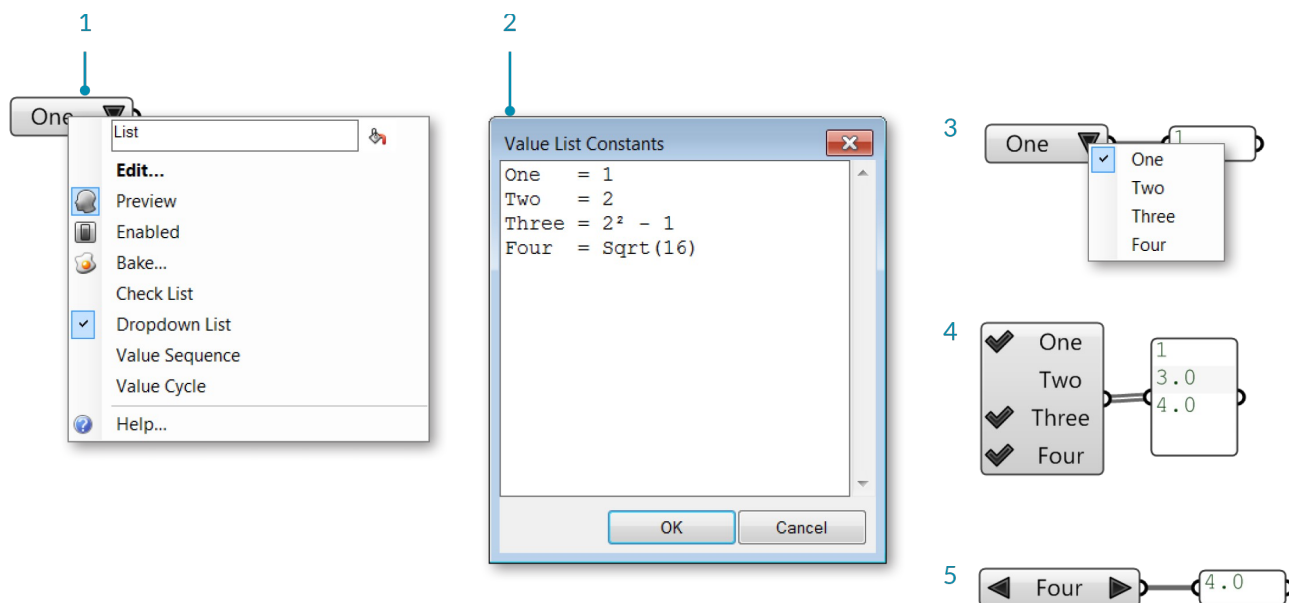 1
One
List
Edit...
Preview
Enabled
Bake...
Check List
Dropdown List
Value Sequence
Value Cycle
Help...
2
Value List Constants
One   = 1
Two   = 2
Three = 2² - 1
Four  = Sqrt(16)
OK
Cancel
3
One
1
One
Two
Three
Four
4
One
Two
Three
Four
1
3.0
4.0
5
Four
4.0